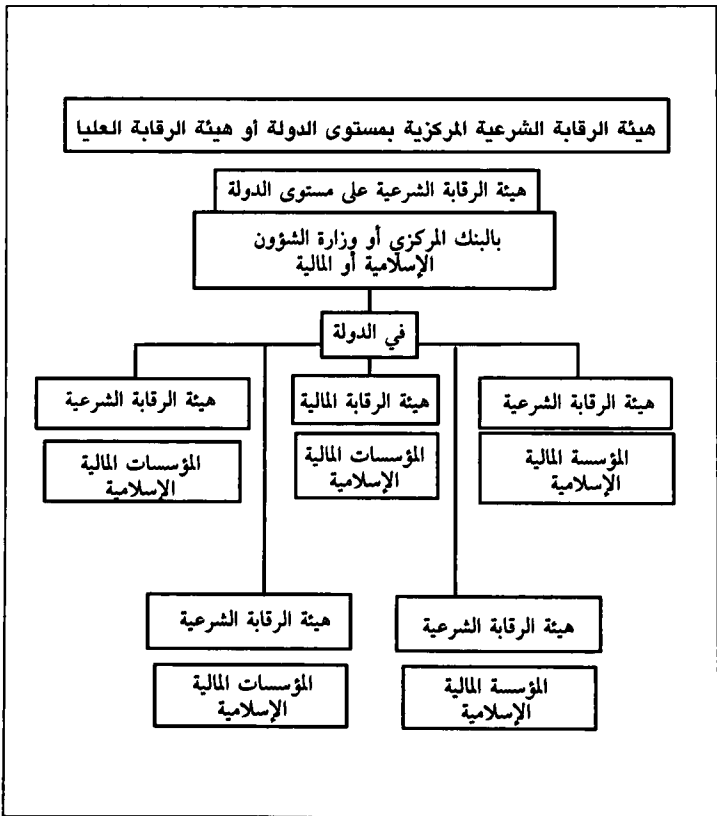 هيئة الرقابة الشرعية المركزية بمستوى الدولة أو هيئة الرقابة العليا
هيئة الرقابة الشرعية على مستوى الدولة
بالبنك المركزي أو وزارة الشؤون
الإسلامية أو المالية
في الدولة
هيئة الرقابة الشرعية
المؤسسة المالية
الإسلامية
هيئة الرقابة المالية
المؤسسات المالية
الإسلامية
هيئة الرقابة الشرعية
المؤسسات المالية
الإسلامية
هيئة الرقابة الشرعية
المؤسسة المالية
الإسلامية
هيئة الرقابة الشرعية
المؤسسات المالية
الإسلامية